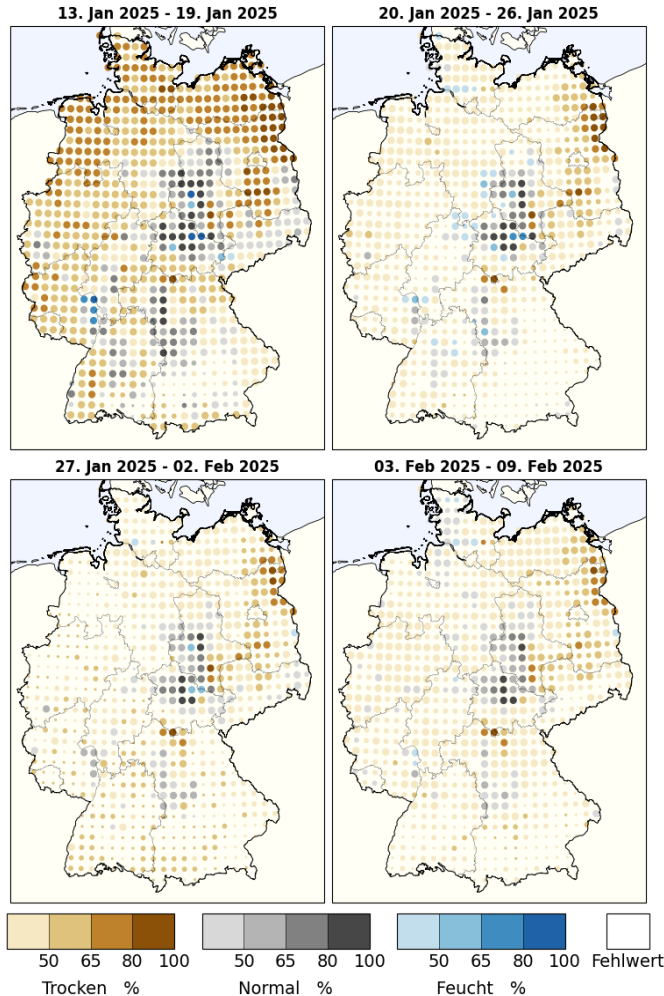 13. Jan 2025 - 19. Jan 2025
20. Jan 2025 - 26. Jan 2025
27. Jan 2025 - 02. Feb 2025
03. Feb 2025 - 09. Feb 2025
50 65 80 100
50 65 80 100
50 65 80 100
Fehlwert
Trocken %
Normal %
Feucht %